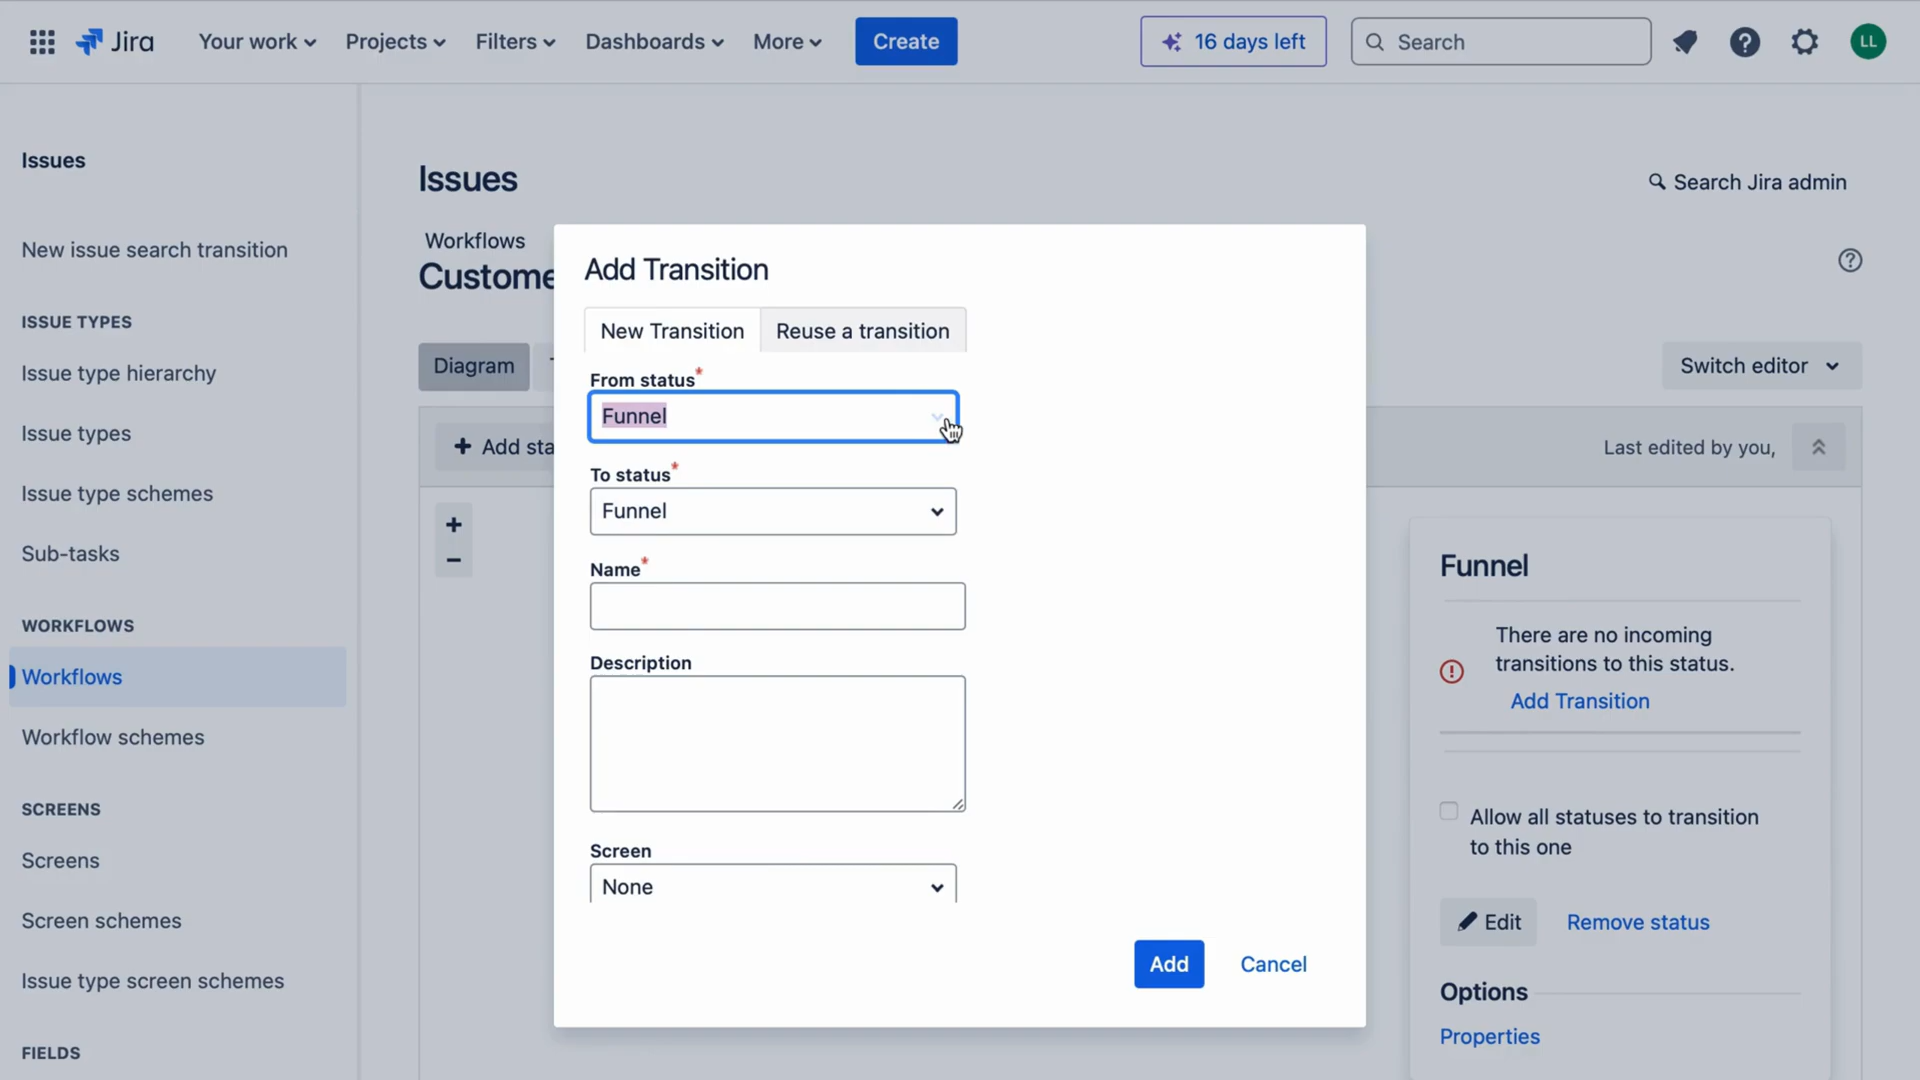 Jira
Your work
Projects
Filters
Dashboards
More
Create
16 days left
Search
LL
Issues
New issue search transition
ISSUE TYPES
Issue type hierarchy
Issue types
Issue type schemes
Sub-tasks
WORKFLOWS
Workflows
Workflow schemes
SCREENS
Screens
Screen schemes
Issue type screen schemes
FIELDS
Issues
Search Jira admin
Workflows
Custome
Diagram
Switch editor
+ Add sta
Last edited by you,
+
−
Add Transition
New Transition
Reuse a transition
From status*
Funnel
To status*
Funnel
Name*
Description
Screen
None
Add
Cancel
Funnel
There are no incoming
transitions to this status.
Add Transition
Allow all statuses to transition
to this one
Edit
Remove status
Options
Properties